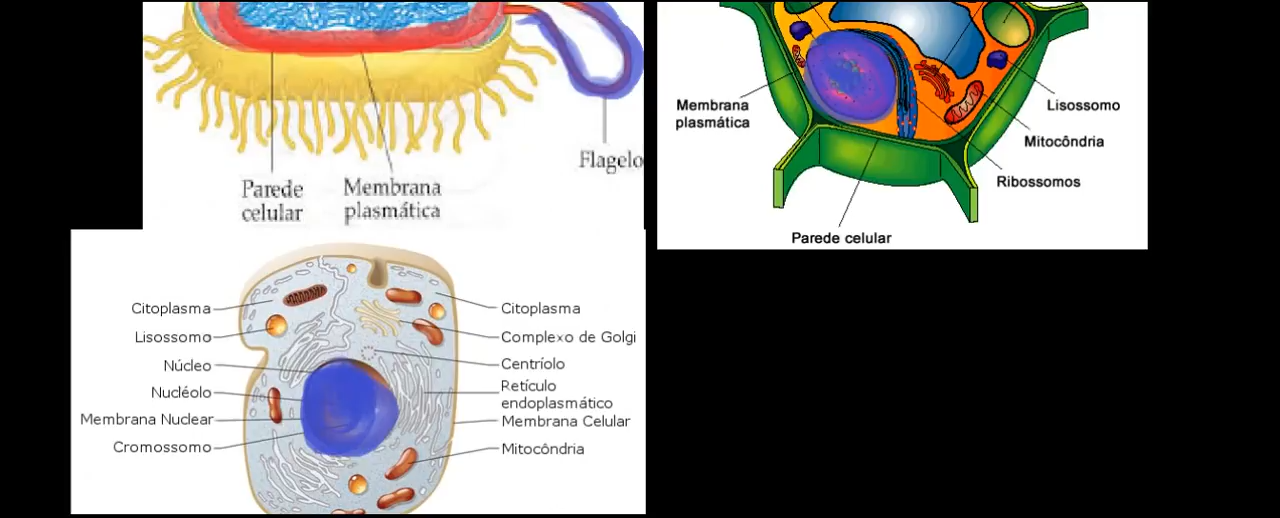 Flagelo
Parede
celular
Membrana
plasmática
Membrana
plasmática
Lisossomo
Mitocôndria
Ribossomos
Parede celular
Citoplasma
Lisossomo
Núcleo
Nucléolo
Membrana Nuclear
Cromossomo
Citoplasma
Complexo de Golgi
Centríolo
Retículo
endoplasmático
Membrana Celular
Mitocôndria